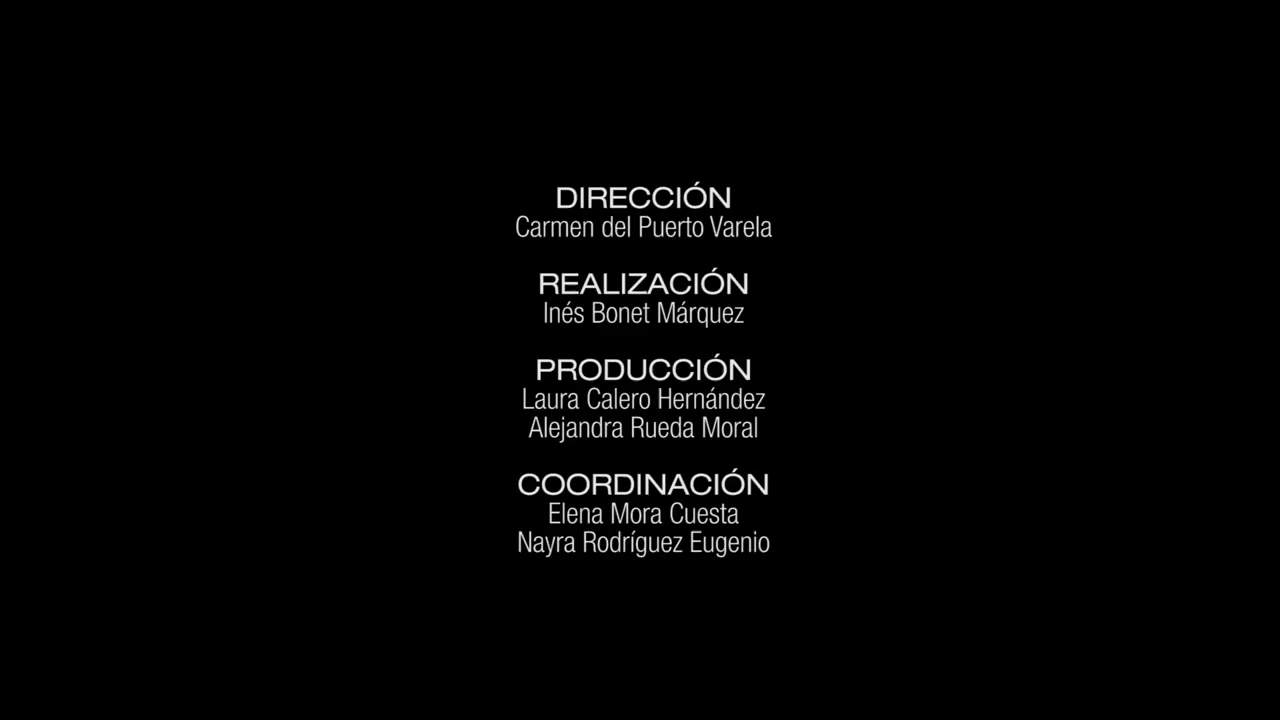 DIRECCIÓN
Carmen del Puerto Varela
REALIZACIÓN
Inés Bonet Márquez
PRODUCCIÓN
Laura Calero Hernández
Alejandra Rueda Moral
COORDINACIÓN
Elena Mora Cuesta
Nayra Rodríguez Eugenio